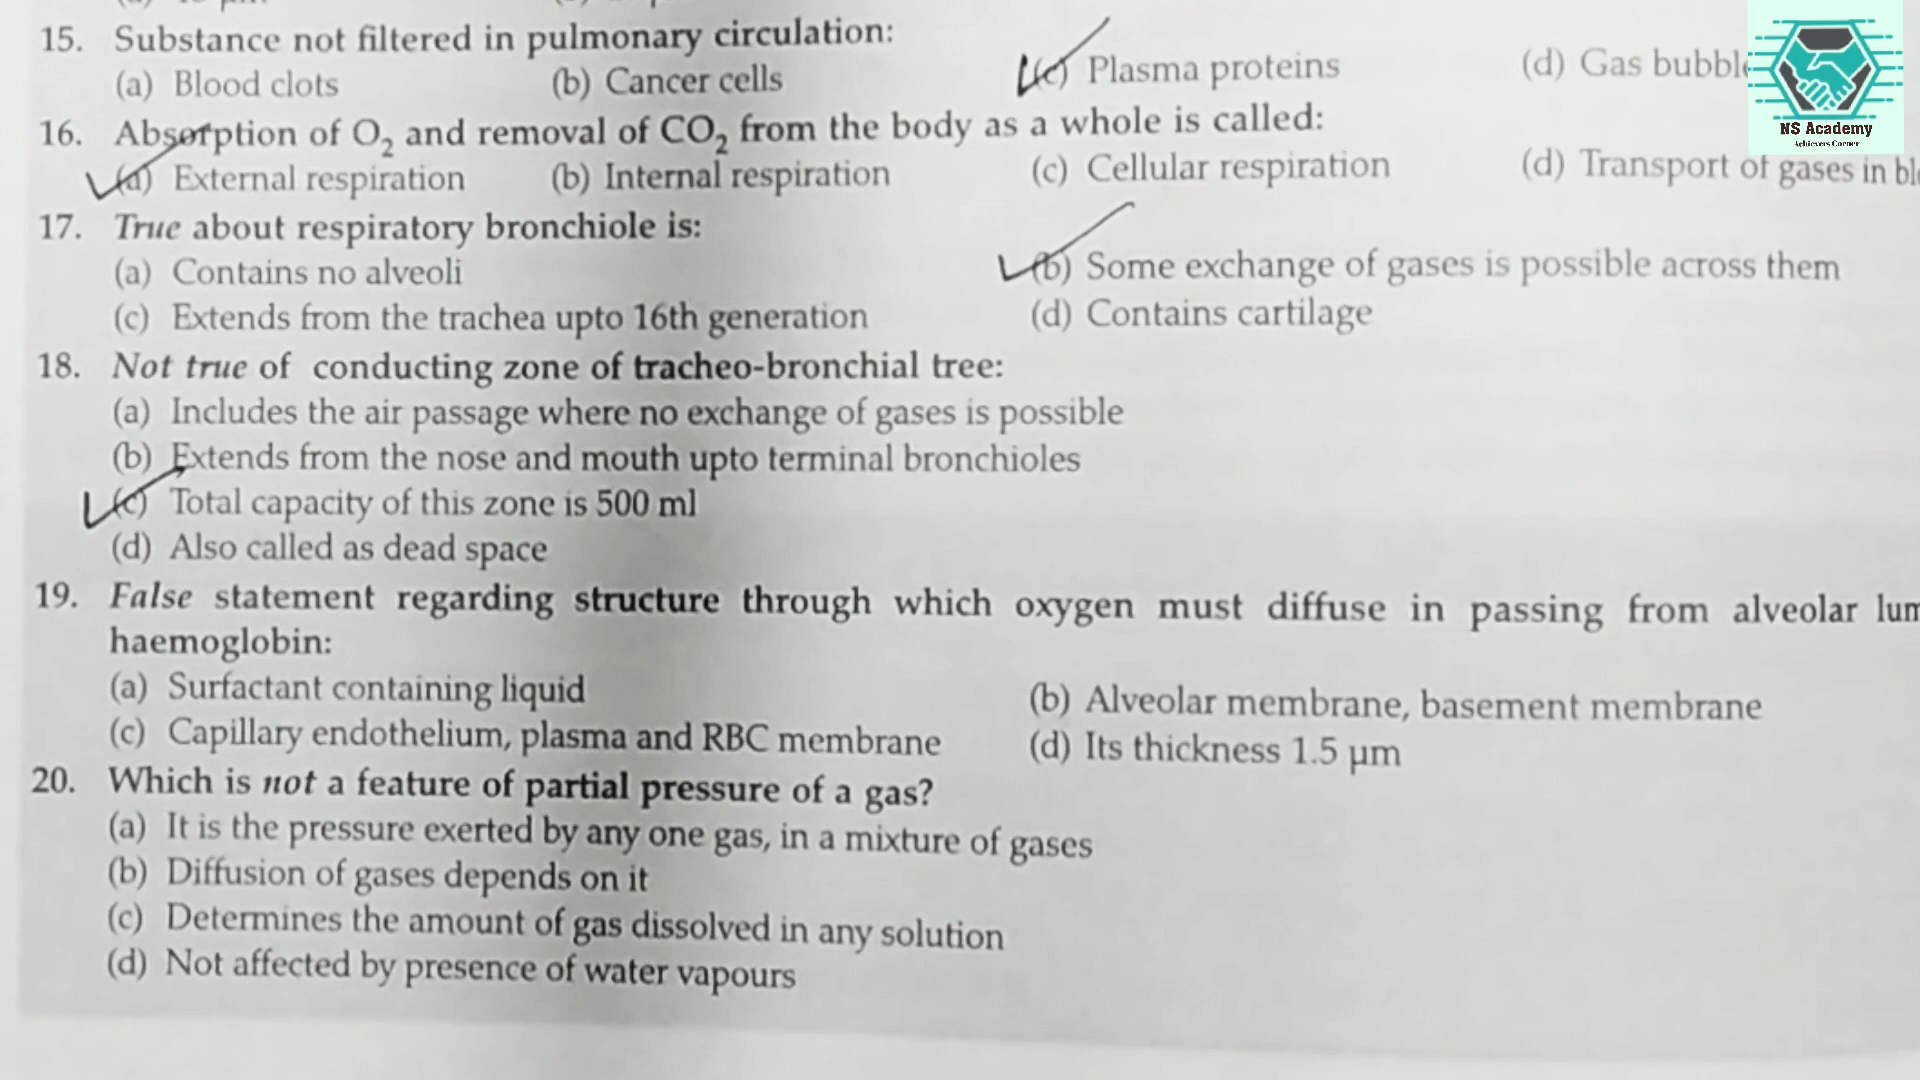 15. Substance not filtered in pulmonary circulation:
(a) Blood clots (b) Cancer cells (c) Plasma proteins (d) Gas
16. Absorption of O₂ and removal of CO₂ from the body as a whole is called:
(a) External respiration (b) Internal respiration (c) Cellular respiration (d) Transport of gases in
17. True about respiratory bronchiole is:
(a) Contains no alveoli (b) Some exchange of gases is possible across them
(c) Extends from the trachea upto 16th generation (d) Contains cartilage
18. Not true of conducting zone of tracheo-bronchial tree:
(a) Includes the air passage where no exchange of gases is possible
(b) Extends from the nose and mouth upto terminal bronchioles
(c) Total capacity of this zone is 500 ml
(d) Also called as dead space
19. False statement regarding structure through which oxygen must diffuse in passing from alveolar
haemoglobin:
(a) Surfactant containing liquid (b) Alveolar membrane, basement membrane
(c) Capillary endothelium, plasma and RBC membrane (d) Its thickness 1.5 µm
20. Which is not a feature of partial pressure of a gas?
(a) It is the pressure exerted by any one gas, in a mixture of gases
(b) Diffusion of gases depends on it
(c) Determines the amount of gas dissolved in any solution
(d) Not affected by presence of water vapours
NS Academy
Achievers Corner